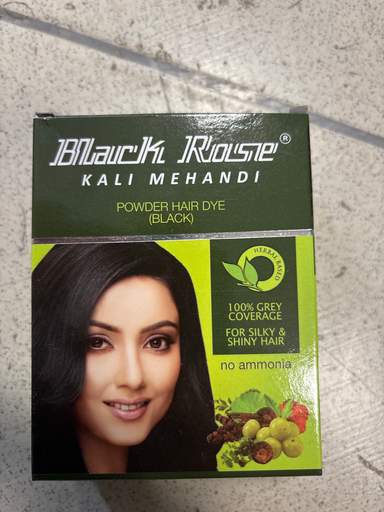 Black Rose®
KALI MEHANDI
POWDER HAIR DYE
(BLACK)
HERBAL BASED
100% GREY
COVERAGE
FOR SILKY &
SHINY HAIR
no ammonia